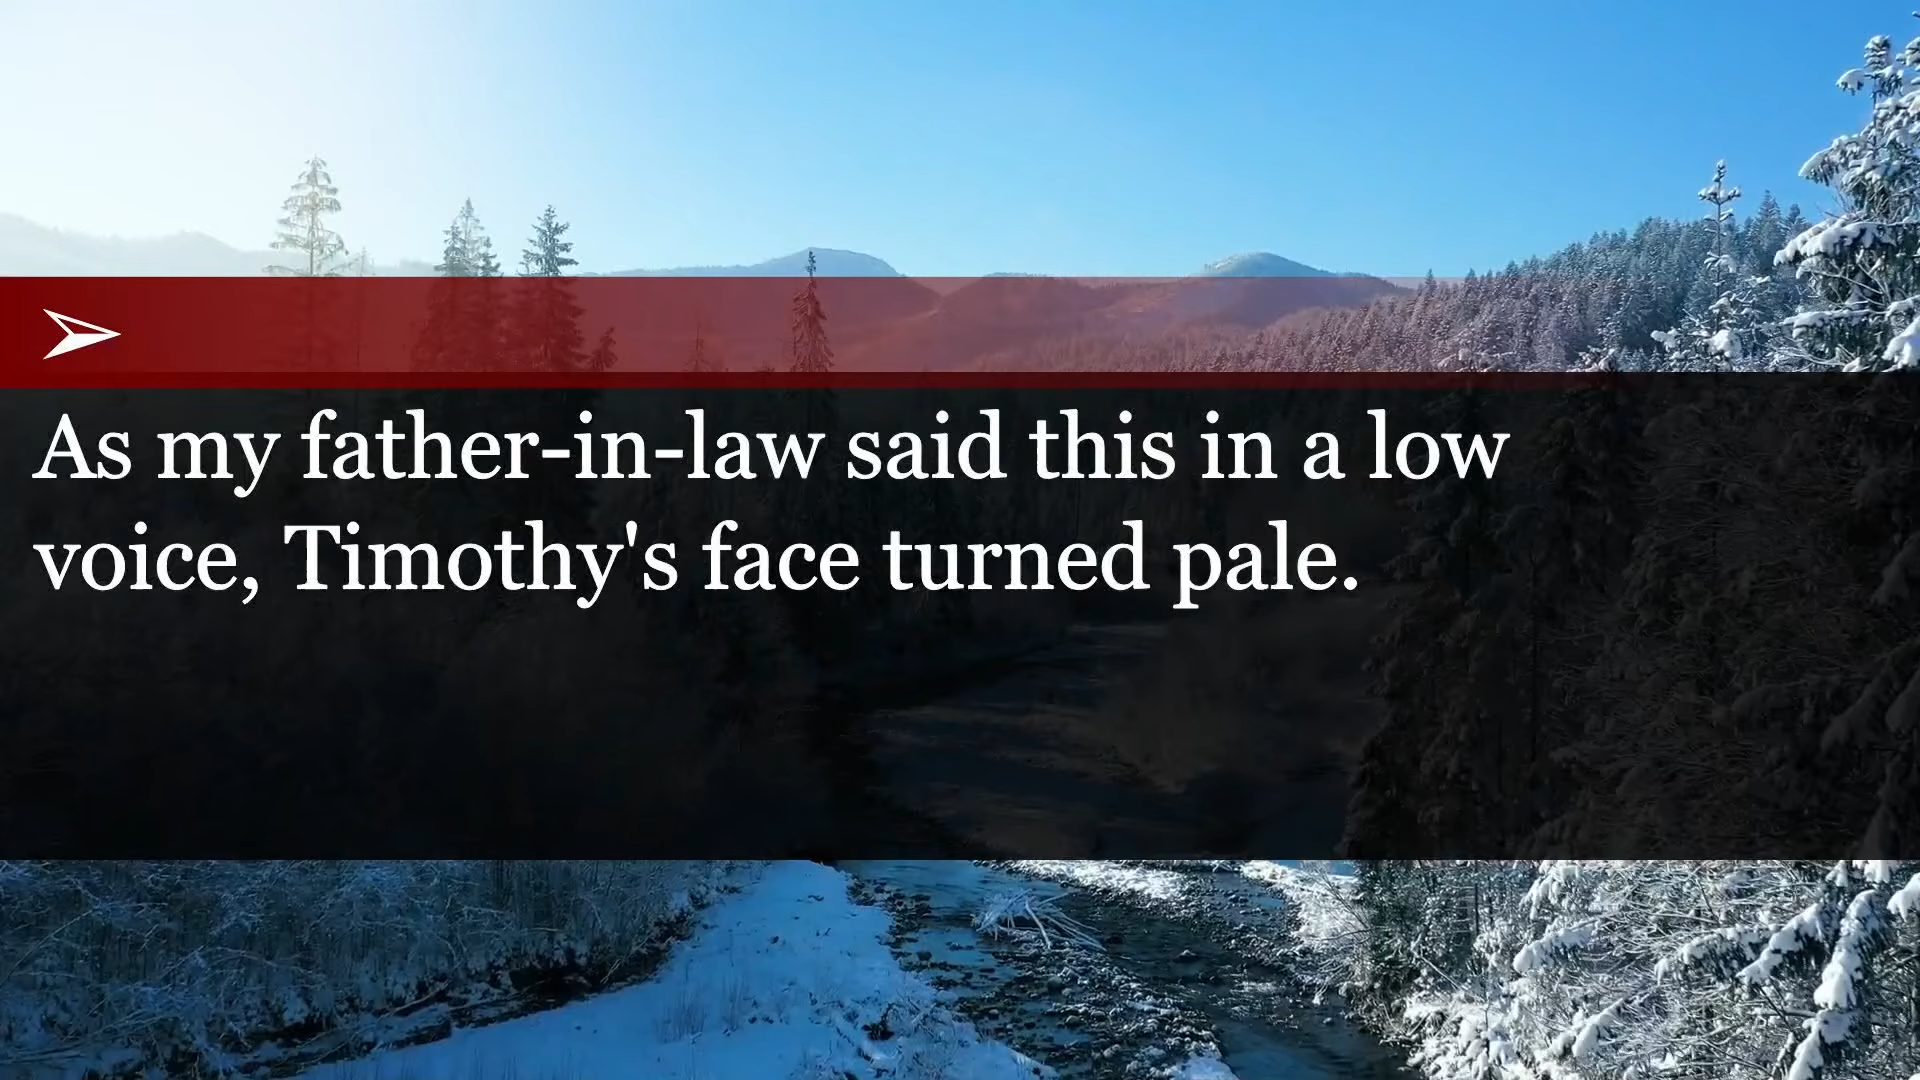 As my father-in-law said this in a low
voice, Timothy's face turned pale.